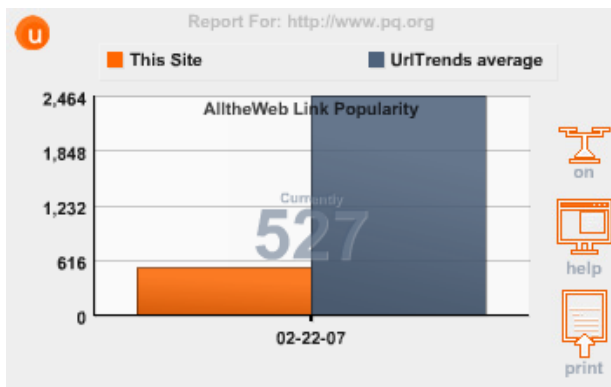 Report For: http://www.pq.org
u
This Site
UrlTrends average
AlltheWeb Link Popularity
2,464
1,848
1,232
616
0
Currently
527
02-22-07
on
help
print